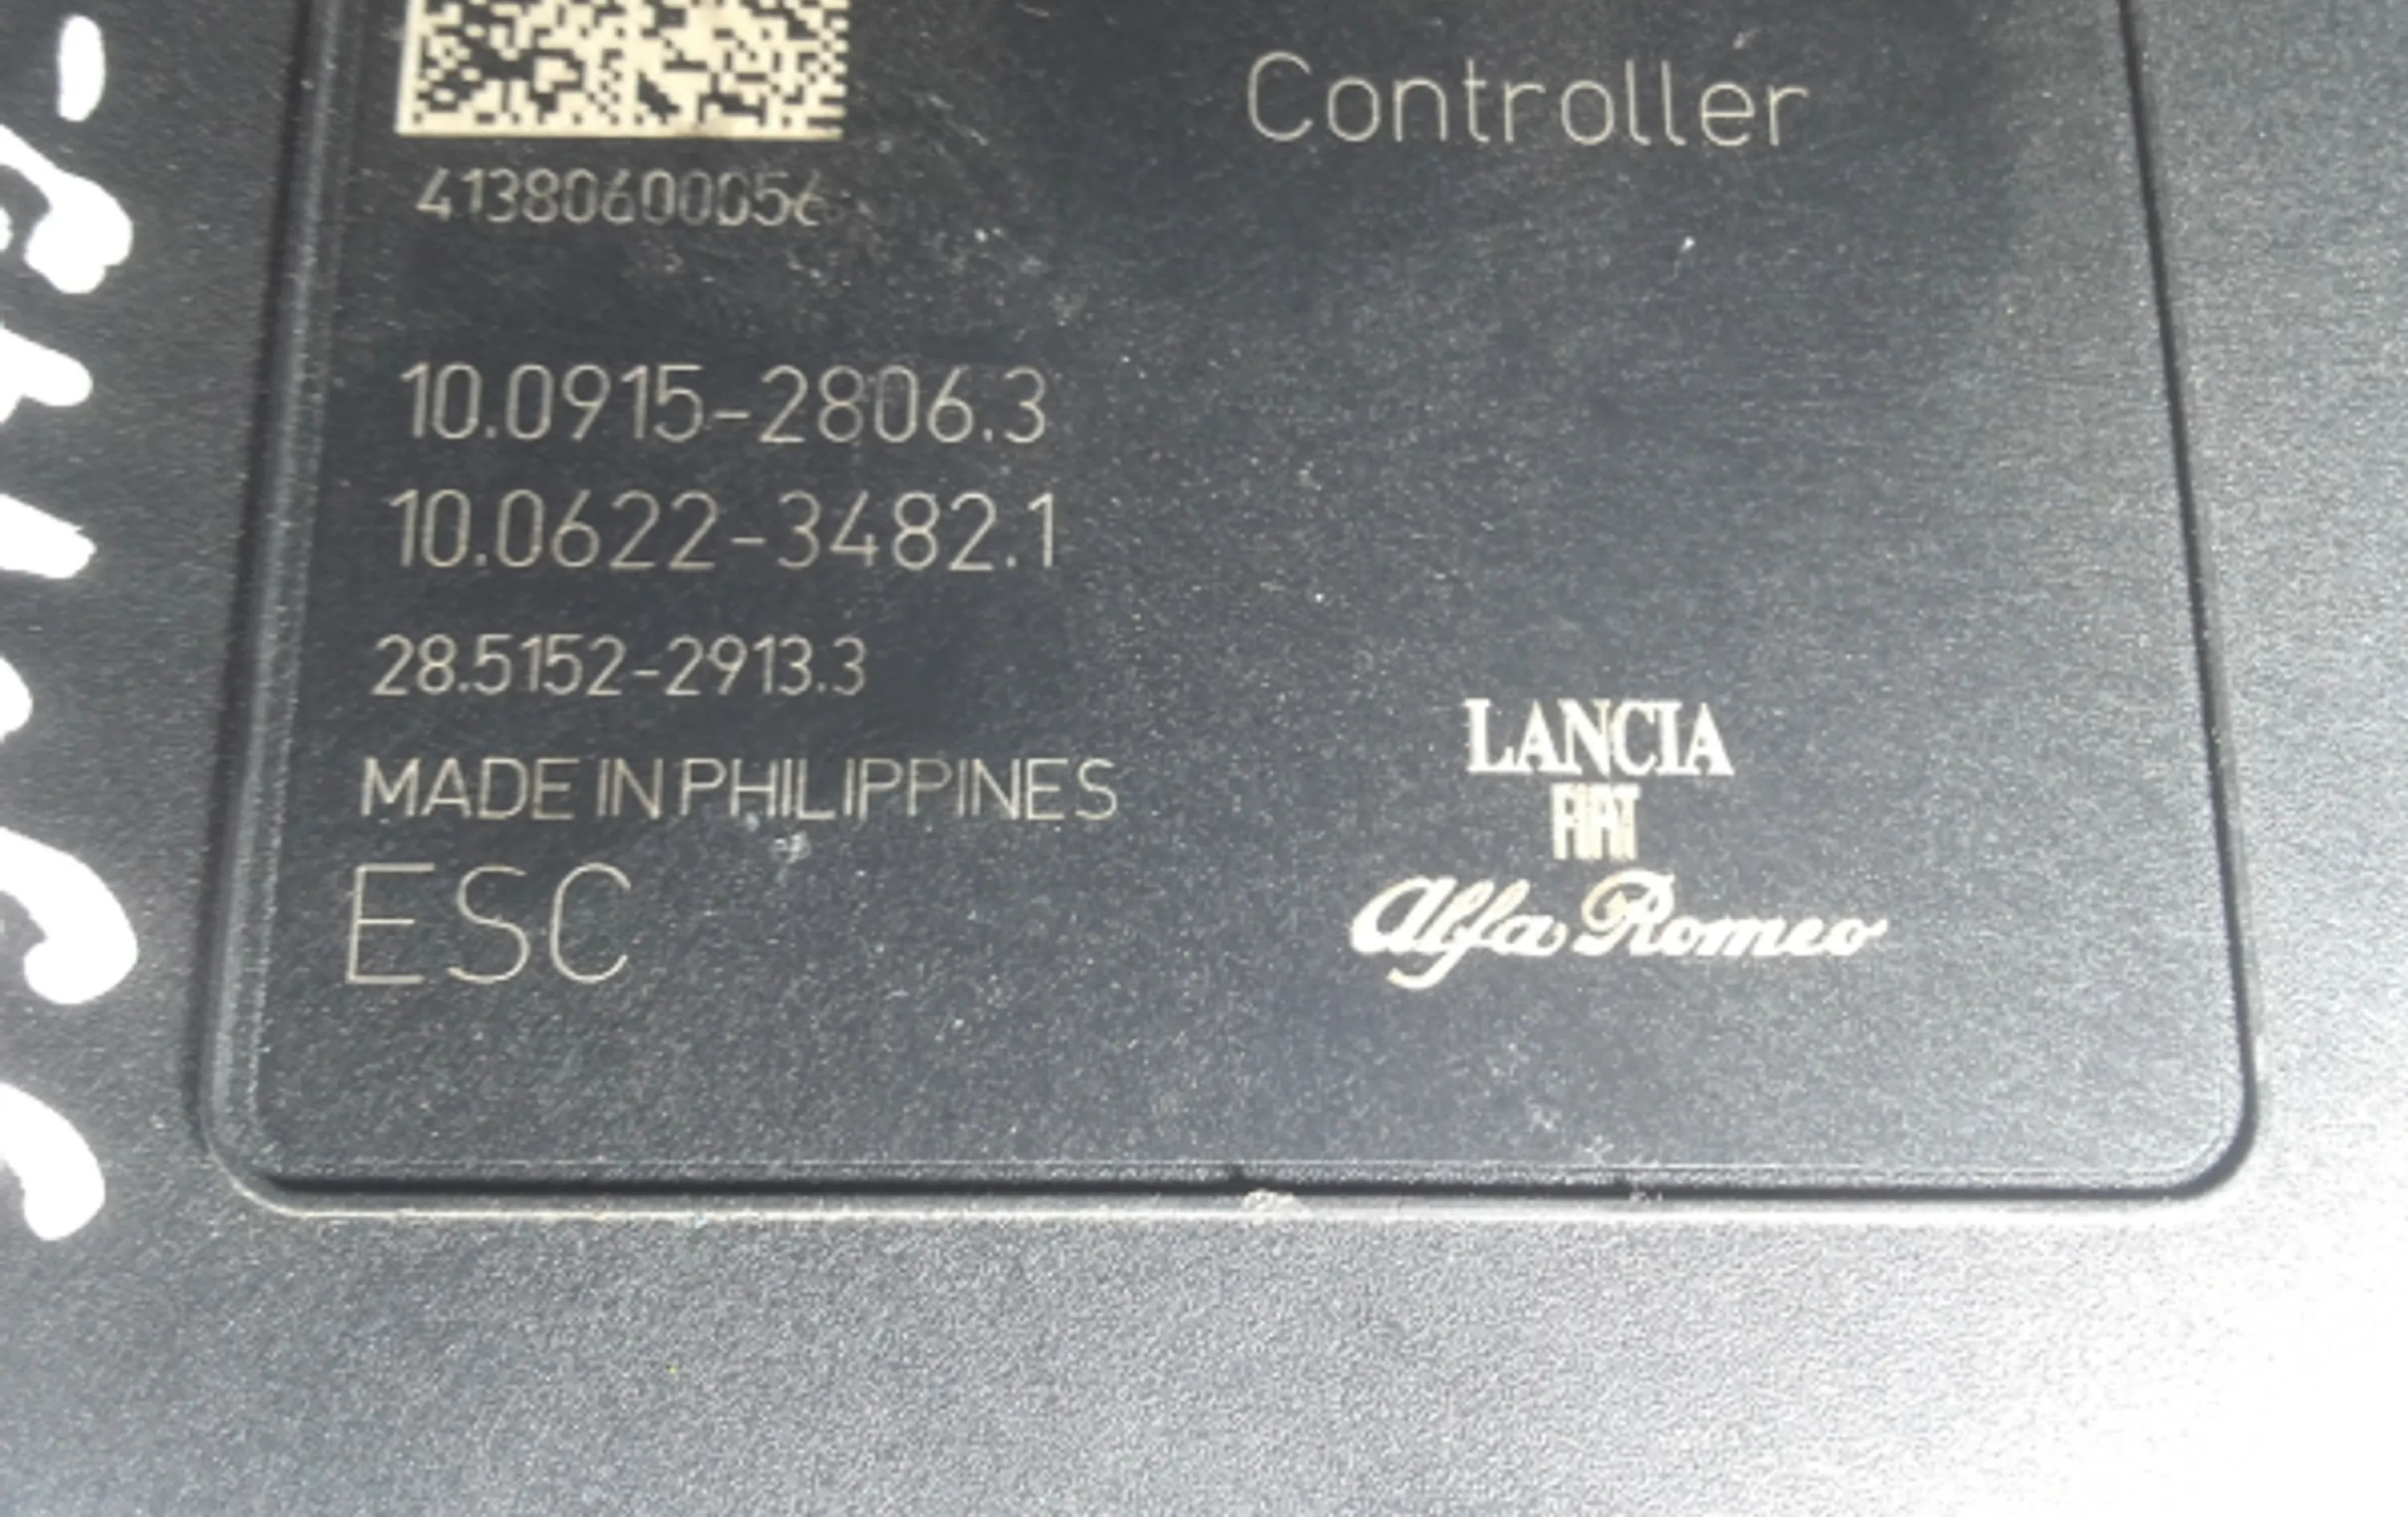 Controller
41380600056
10.0915-2806.3
10.0622-3482.1
28.5152-2913.3
MADE IN PHILIPPINES
ESC
LANCIA
FIAT
Alfa Romeo